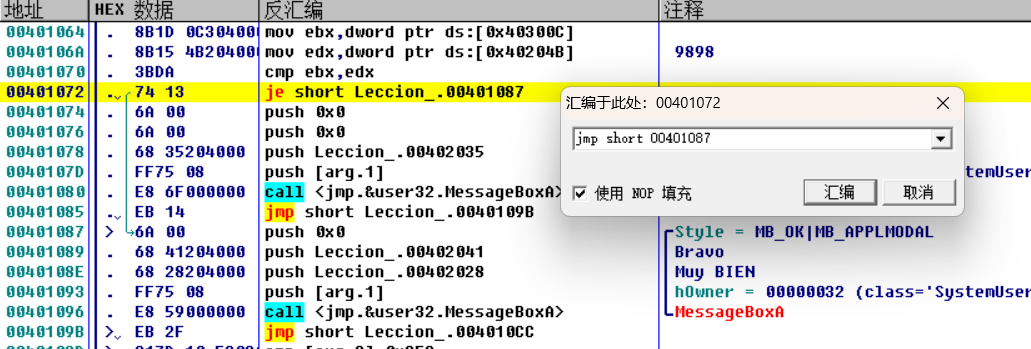 地址 HEX 数据 反汇编 注释
00401064 . 8B1D 0C304000 mov ebx,dword ptr ds:[0x40300C]
0040106A . 8B15 4B204000 mov edx,dword ptr ds:[0x40204B] 9898
00401070 . 3BDA cmp ebx,edx
00401072 . 74 13 je short Leccion_.00401087
00401074 . 6A 00 push 0x0
00401076 . 6A 00 push 0x0
00401078 . 68 35204000 push Leccion_.00402035
0040107D . FF75 08 push [arg.1] stemUser
00401080 . E8 6F000000 call <jmp.&user32.MessageBoxA>
00401085 . EB 14 jmp short Leccion_.0040109B
00401087 > 6A 00 push 0x0 Style = MB_OK|MB_APPLMODAL
00401089 . 68 41204000 push Leccion_.00402041 Bravo
0040108E . 68 28204000 push Leccion_.00402028 Muy BIEN
00401093 . FF75 08 push [arg.1] hOwner = 00000032 (class='SystemUser
00401096 . E8 59000000 call <jmp.&user32.MessageBoxA> MessageBoxA
0040109B > EB 2F jmp short Leccion_.004010CC
汇编于此处: 00401072
jmp short 00401087
使用 NOP 填充
汇编
取消